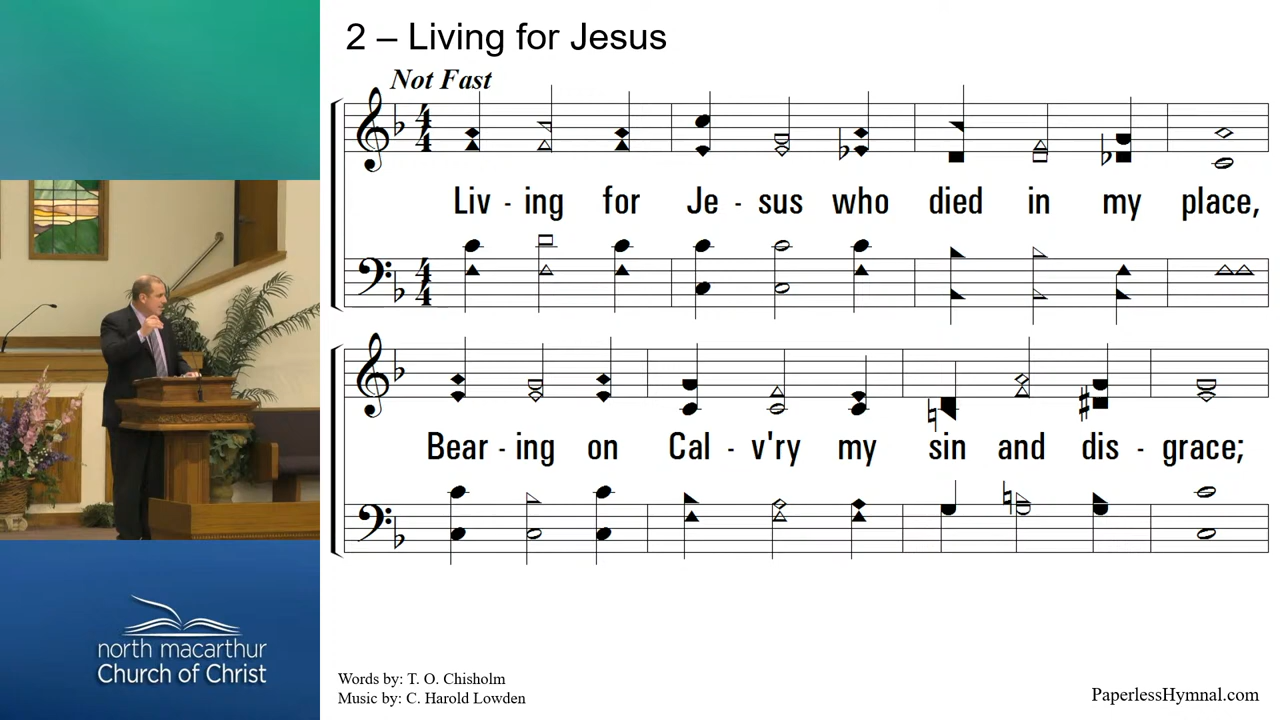 2 – Living for Jesus
Not Fast
Liv - ing for Je - sus who died in my place,
Bear - ing on Cal - v'ry my sin and dis - grace;
Words by: T. O. Chisholm
Music by: C. Harold Lowden
PaperlessHymnal.com
north macarthur
Church of Christ